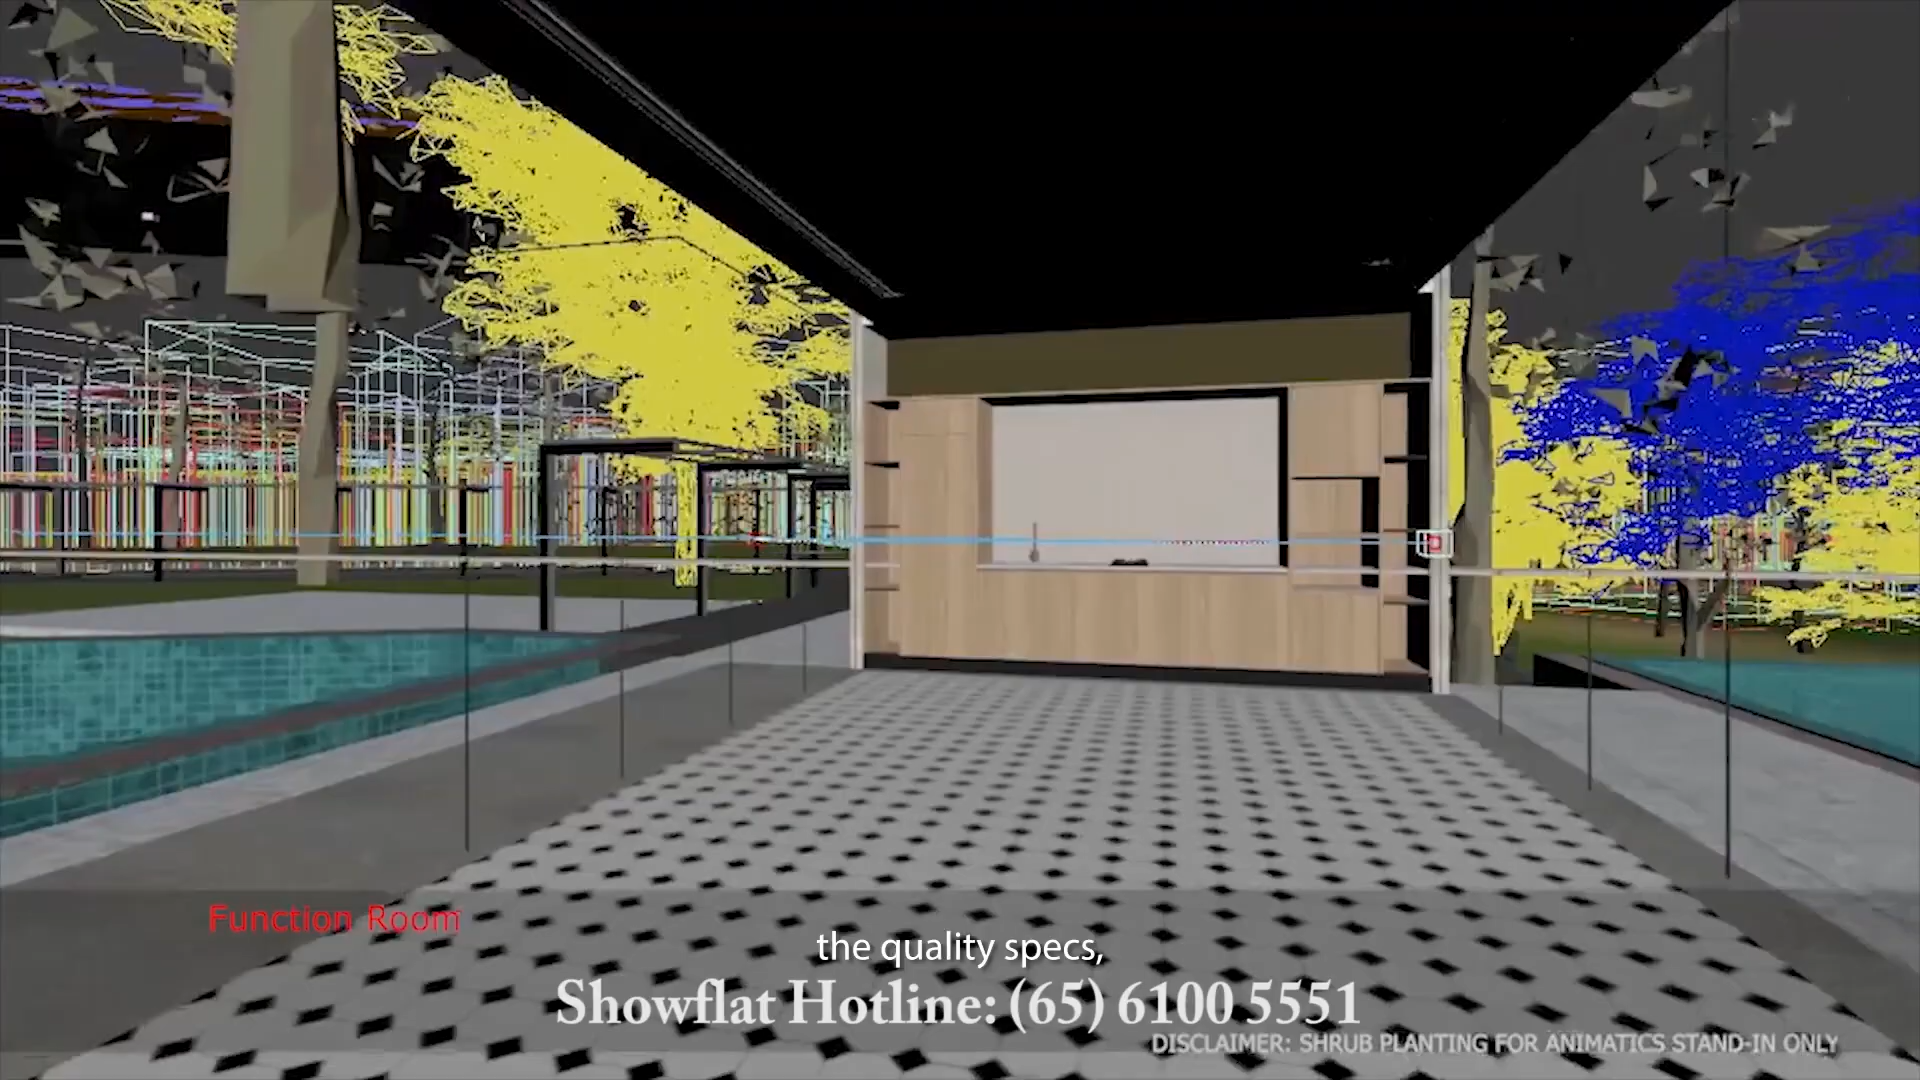 Function Room
the quality specs,
Showflat Hotline: (65) 6100 5551
DISCLAIMER: SHRUB PLANTING FOR ANIMATICS STAND-IN ONLY